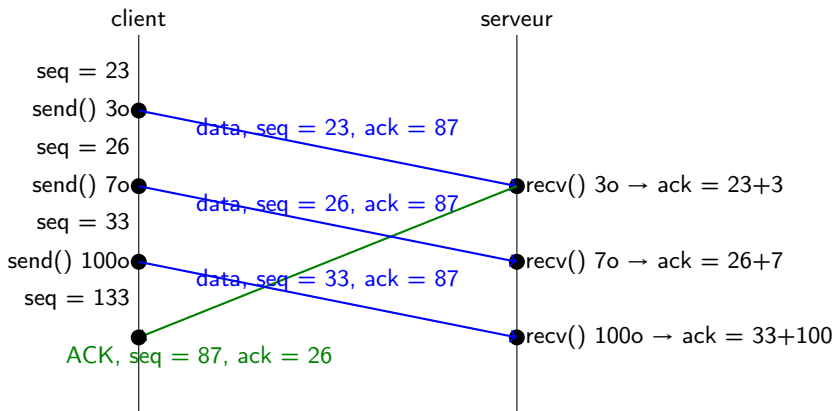 client
serveur
seq = 23
send() 3o
data, seq = 23, ack = 87
seq = 26
send() 7o
recv() 3o → ack = 23+3
data, seq = 26, ack = 87
seq = 33
send() 100o
recv() 7o → ack = 26+7
data, seq = 33, ack = 87
seq = 133
recv() 100o → ack = 33+100
ACK, seq = 87, ack = 26